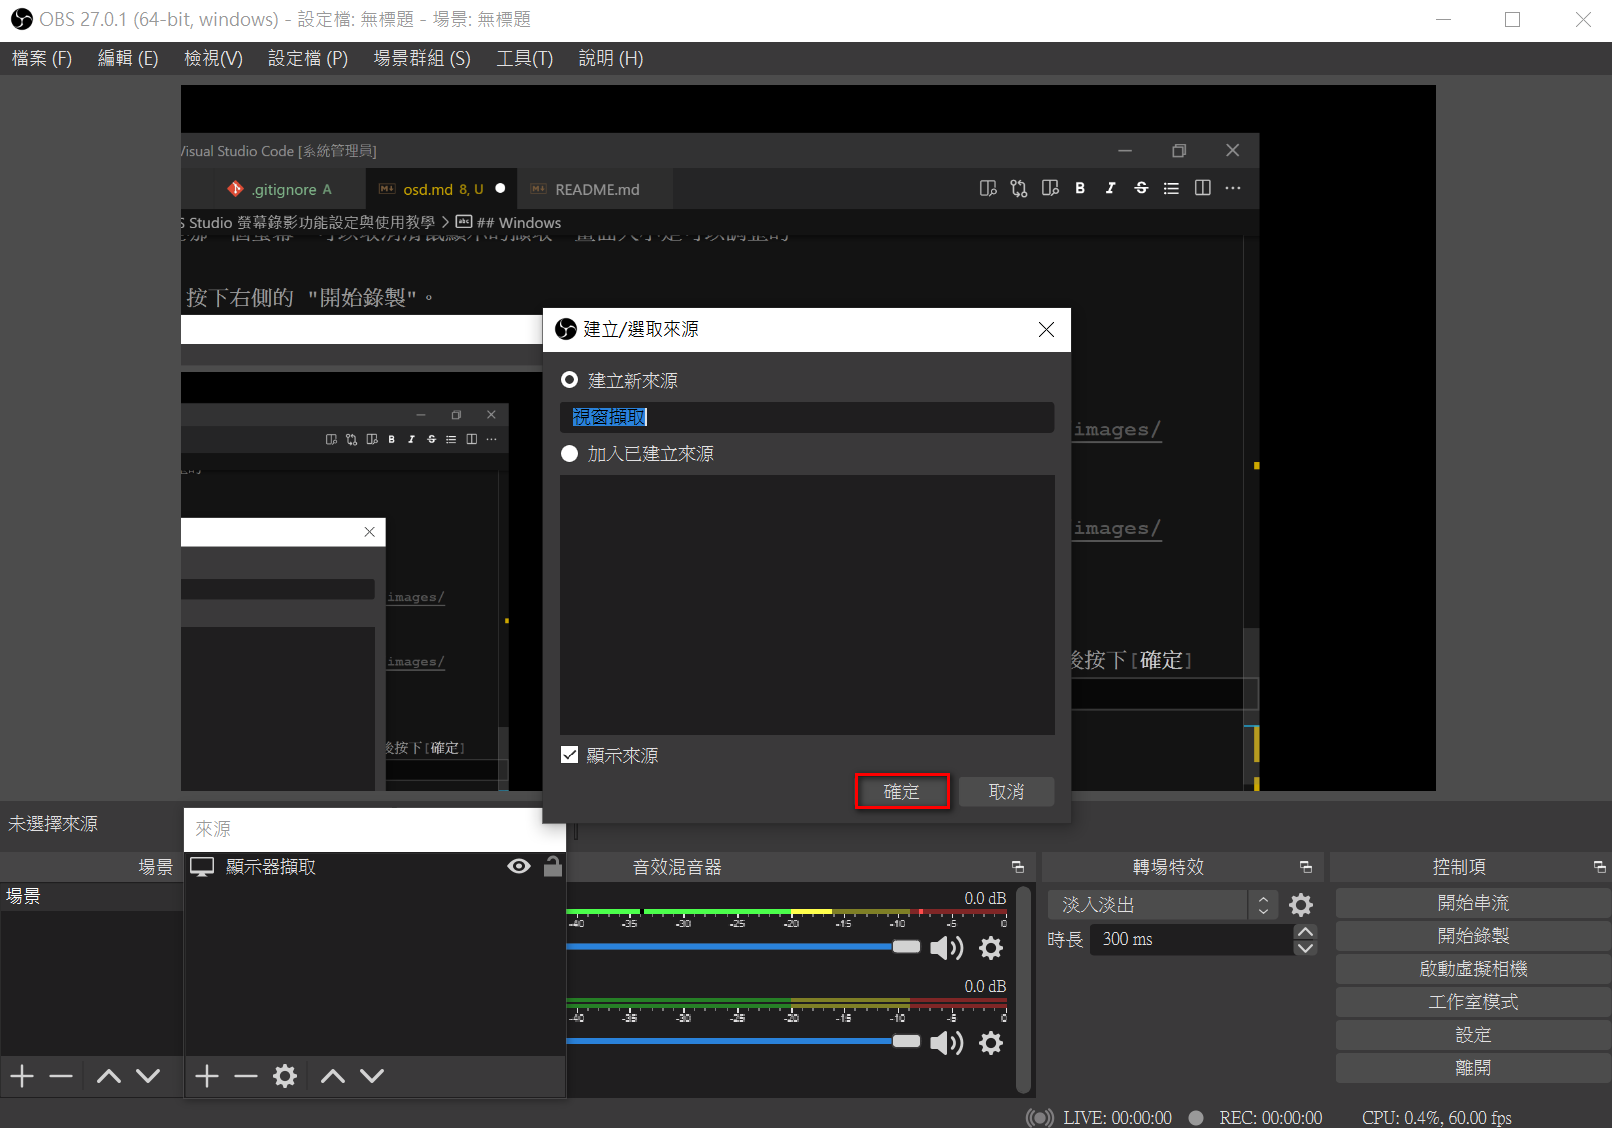 OBS 27.0.1 (64-bit, windows) - 設定檔: 無標題 - 場景: 無標題
檔案 (F) 編輯 (E) 檢視(V) 設定檔 (P) 場景群組 (S) 工具(T) 說明 (H)
Visual Studio Code [系統管理員]
.gitignore A osd.md 8, U README.md
S Studio 螢幕錄影功能設定與使用教學 > ## Windows
按下右側的 "開始錄製"。
建立/選取來源
建立新來源
視窗擷取
加入已建立來源
images/
images/
images/
images/
後按下[確定]
後按下[確定]
顯示來源
確定 取消
未選擇來源
來源
場景
場景
顯示器擷取
音效混音器
0.0 dB
-40 -35 -30 -25 -20 -15 -10 -5 0
0.0 dB
-40 -35 -30 -25 -20 -15 -10 -5 0
轉場特效
淡入淡出
時長 300 ms
控制項
開始串流
開始錄製
啟動虛擬相機
工作室模式
設定
離開
LIVE: 00:00:00 REC: 00:00:00 CPU: 0.4%, 60.00 fps